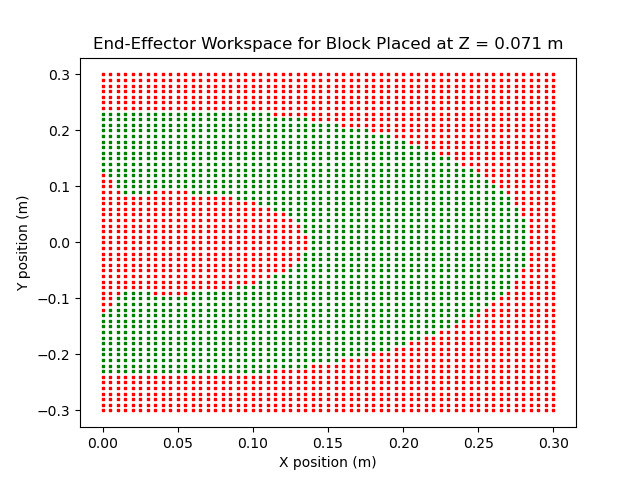 End-Effector Workspace for Block Placed at Z = 0.071 m
0.3
0.2
0.1
0.0
−0.1
−0.2
−0.3
Y position (m)
0.00 0.05 0.10 0.15 0.20 0.25 0.30
X position (m)